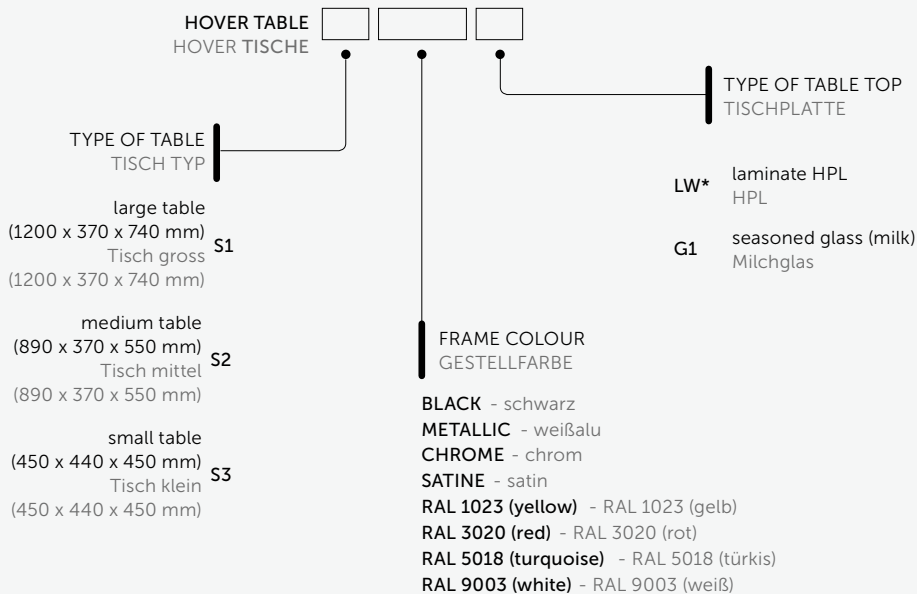 HOVER TABLE
HOVER TISCHE
TYPE OF TABLE
TISCH TYP
large table
(1200 x 370 x 740 mm)
S1
Tisch gross
(1200 x 370 x 740 mm)
medium table
(890 x 370 x 550 mm)
S2
Tisch mittel
(890 x 370 x 550 mm)
small table
(450 x 440 x 450 mm)
S3
Tisch klein
(450 x 440 x 450 mm)
FRAME COLOUR
GESTELLFARBE
BLACK - schwarz
METALLIC - weißalu
CHROME - chrom
SATINE - satin
RAL 1023 (yellow) - RAL 1023 (gelb)
RAL 3020 (red) - RAL 3020 (rot)
RAL 5018 (turquoise) - RAL 5018 (türkis)
RAL 9003 (white) - RAL 9003 (weiß)
TYPE OF TABLE TOP
TISCHPLATTE
LW*
laminate HPL
HPL
G1
seasoned glass (milk)
Milchglas